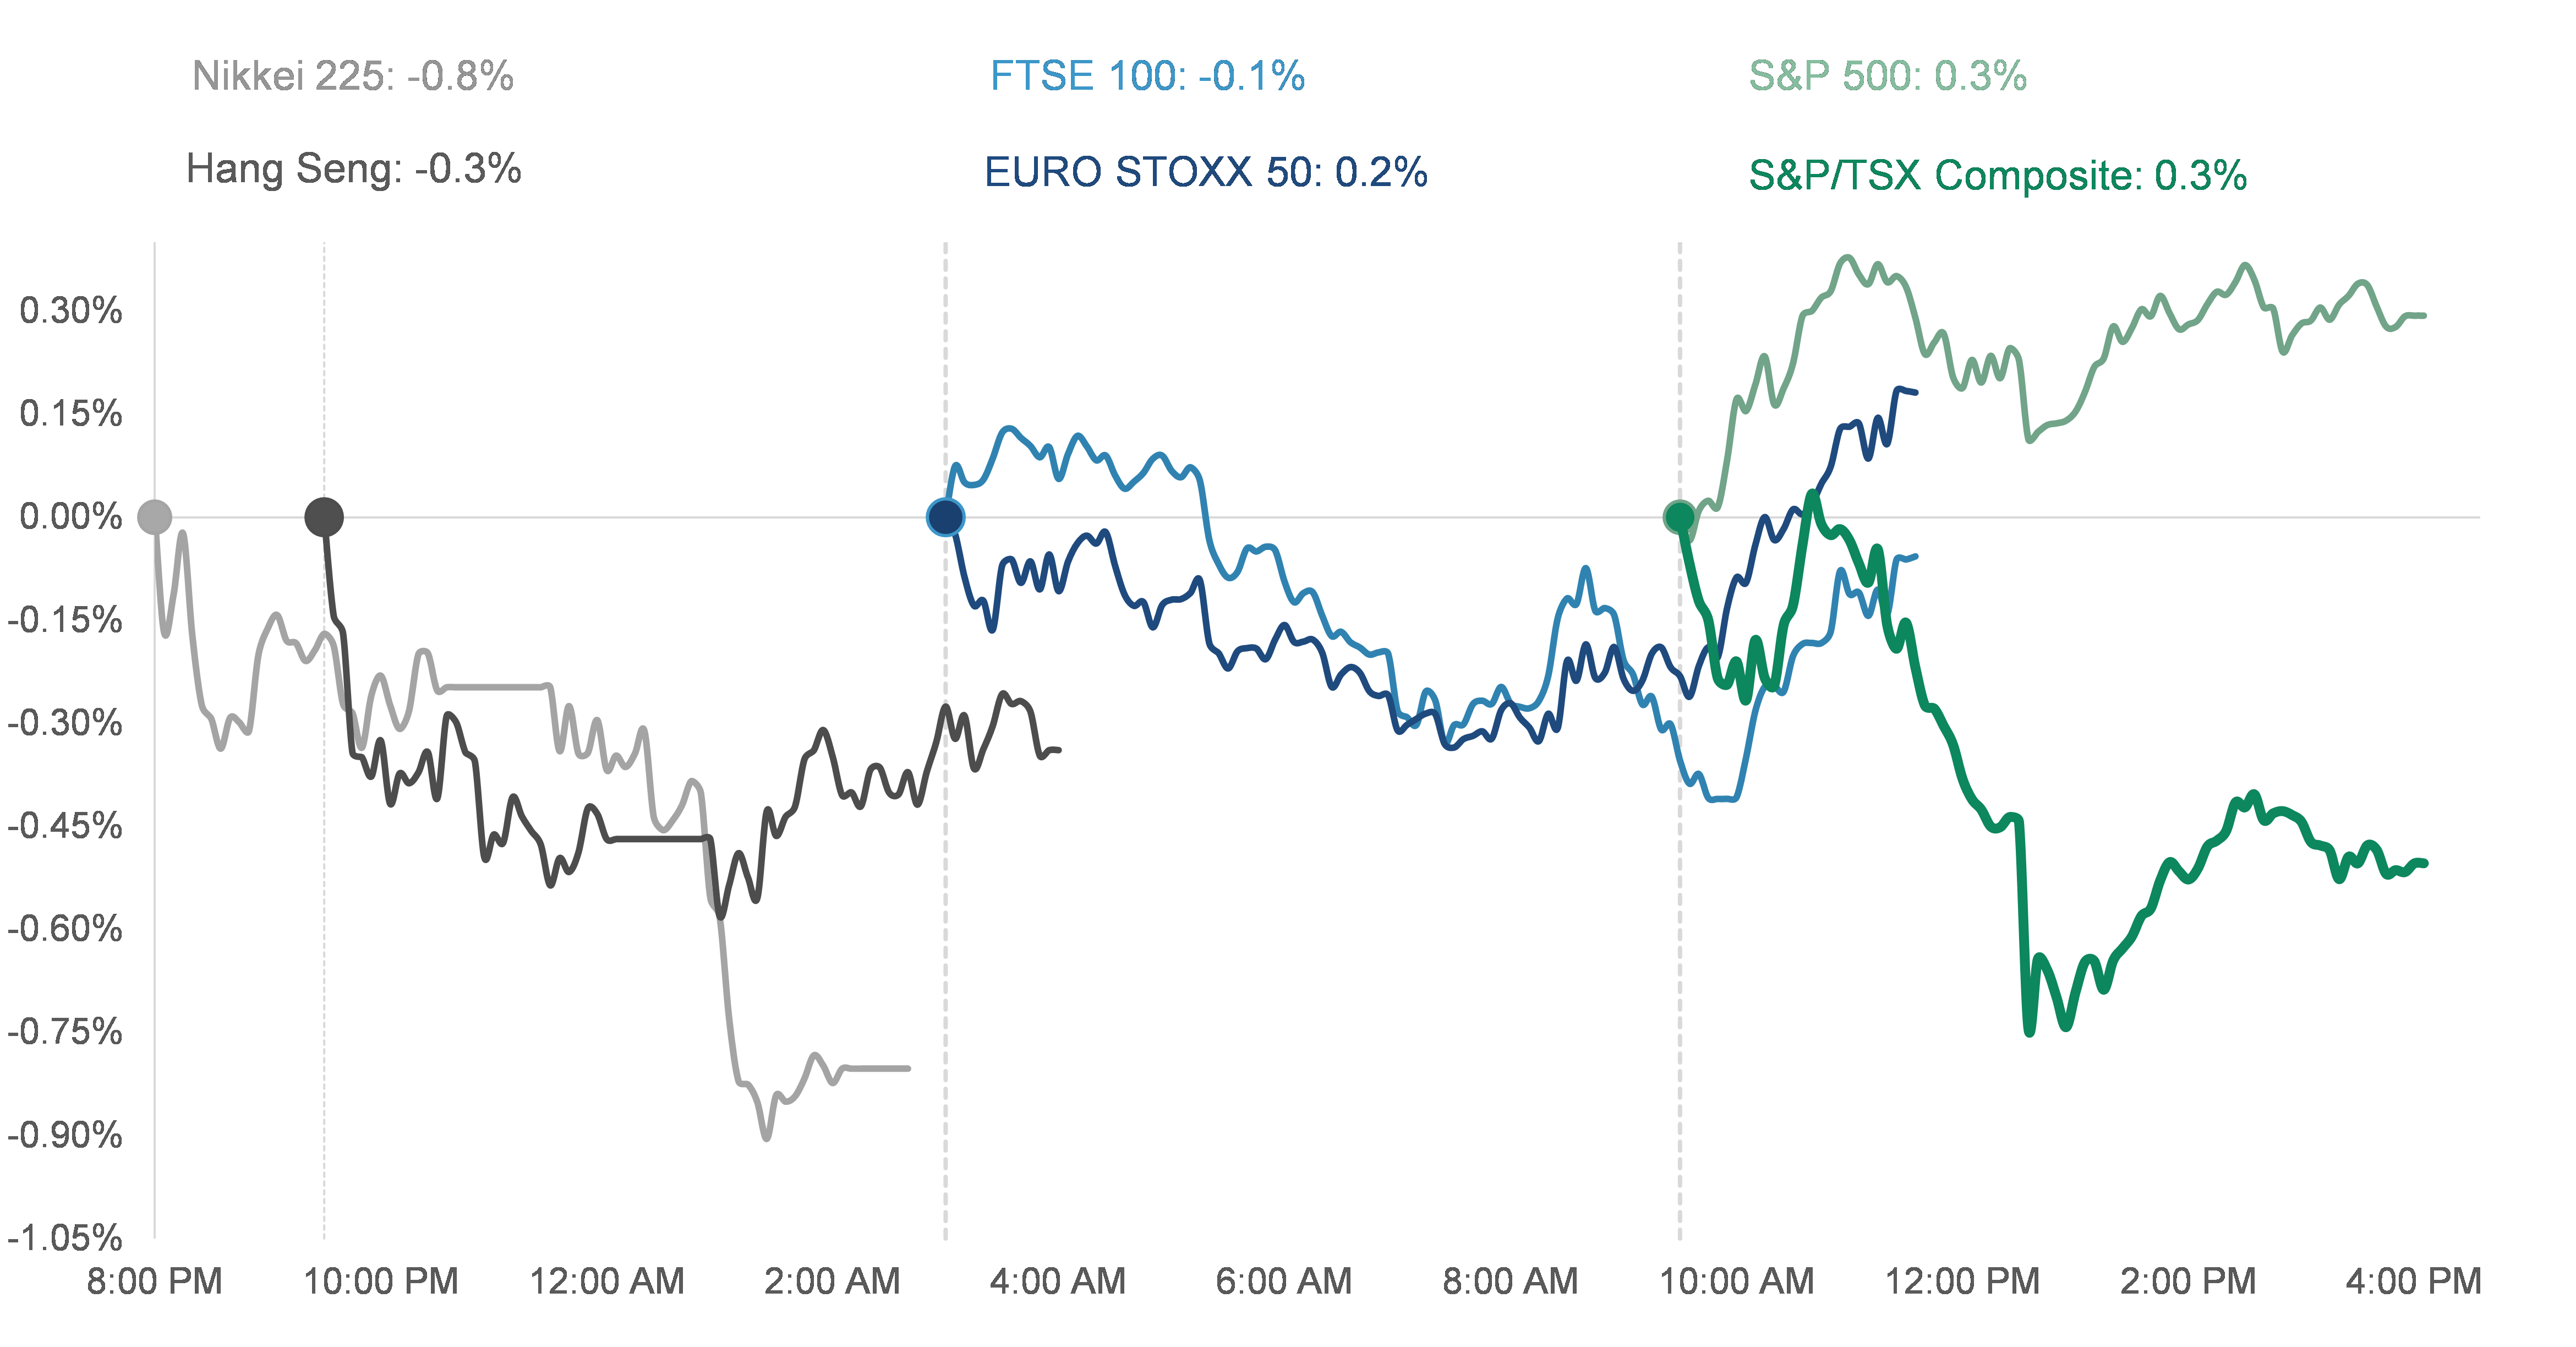 Nikkei 225: -0.8%
FTSE 100: -0.1%
S&P 500: 0.3%
Hang Seng: -0.3%
EURO STOXX 50: 0.2%
S&P/TSX Composite: 0.3%
0.30%
0.15%
0.00%
-0.15%
-0.30%
-0.45%
-0.60%
-0.75%
-0.90%
-1.05%
8:00 PM
10:00 PM
12:00 AM
2:00 AM
4:00 AM
6:00 AM
8:00 AM
10:00 AM
12:00 PM
2:00 PM
4:00 PM